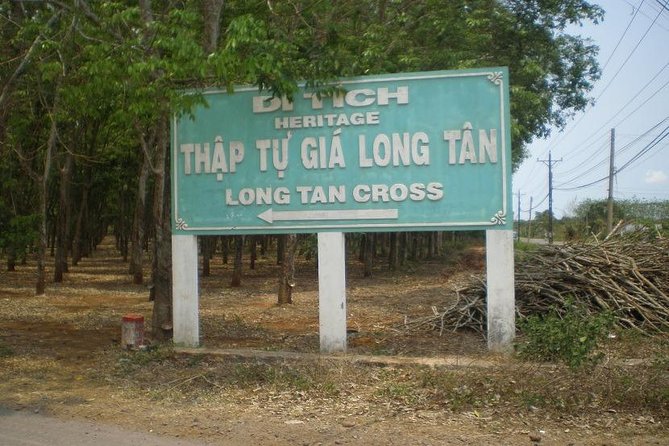 DI TÍCH
HERITAGE
THẬP TỰ GIÁ LONG TÂN
LONG TAN CROSS